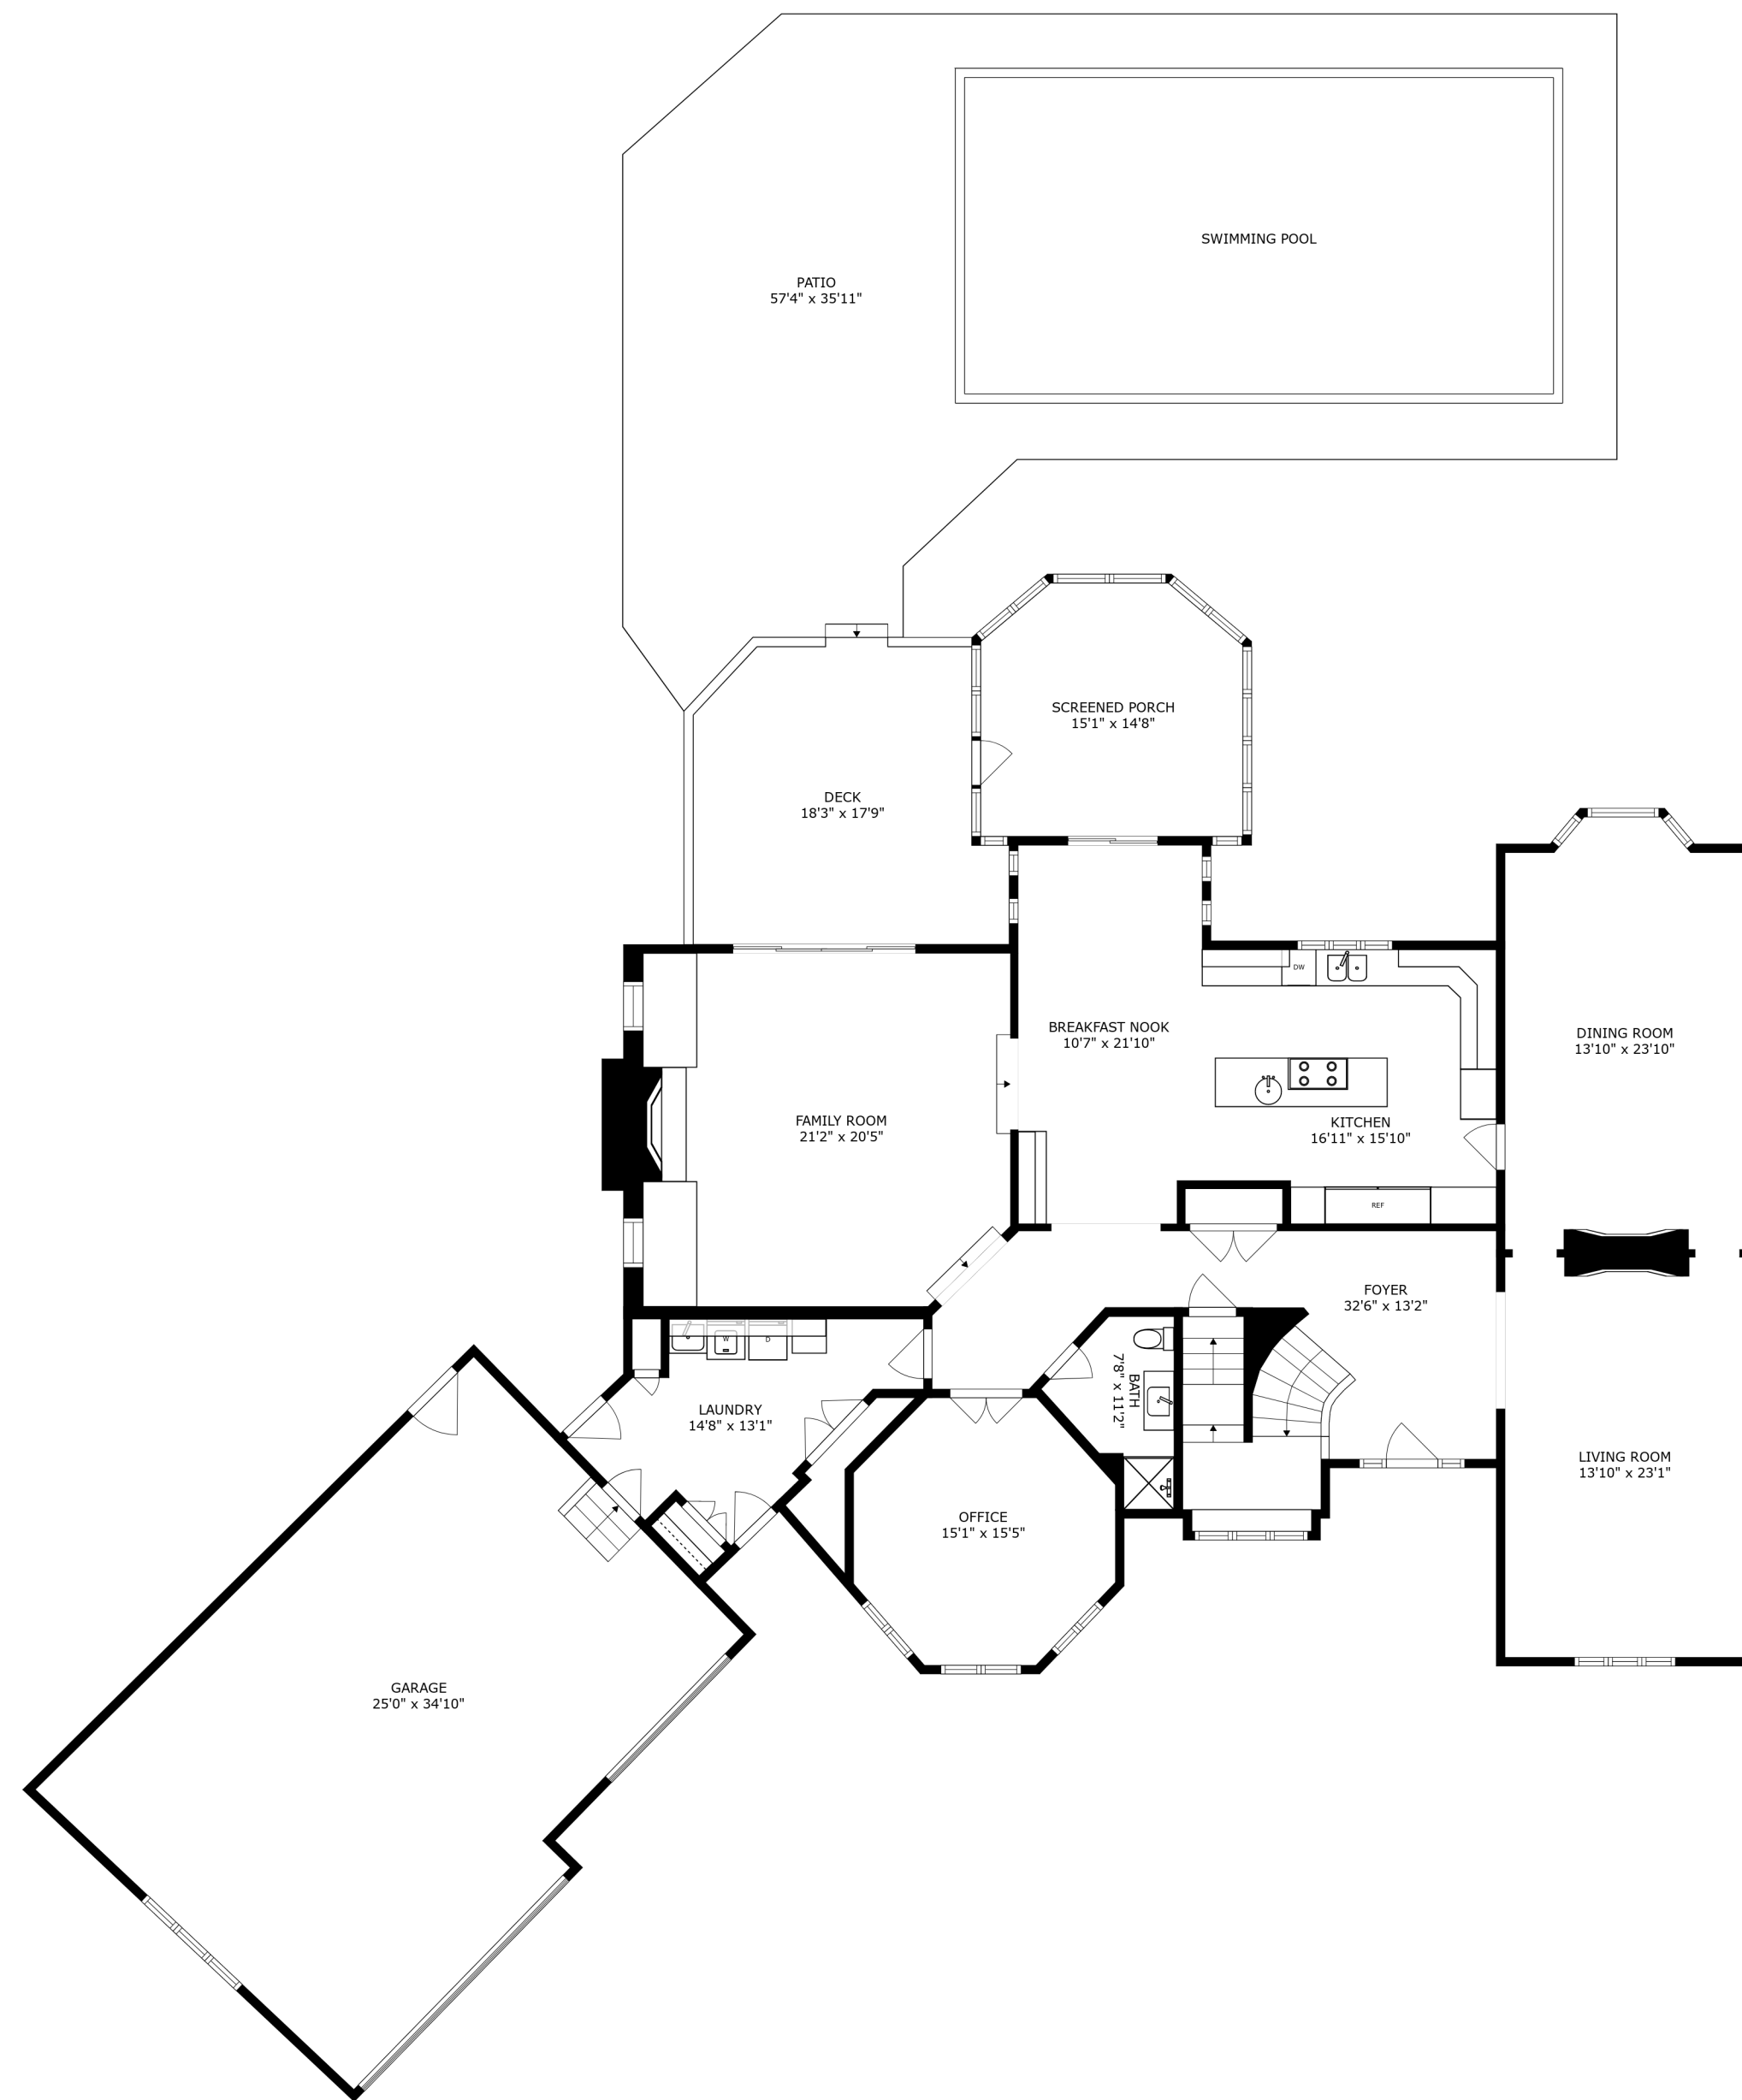 SWIMMING POOL
PATIO
57'4" x 35'11"
SCREENED PORCH
15'1" x 14'8"
DECK
18'3" x 17'9"
DW
BREAKFAST NOOK
10'7" x 21'10"
DINING ROOM
13'10" x 23'10"
FAMILY ROOM
21'2" x 20'5"
KITCHEN
16'11" x 15'10"
REF
FOYER
32'6" x 13'2"
W
D
BATH
7'8" x 11'2"
LAUNDRY
14'8" x 13'1"
LIVING ROOM
13'10" x 23'1"
OFFICE
15'1" x 15'5"
GARAGE
25'0" x 34'10"